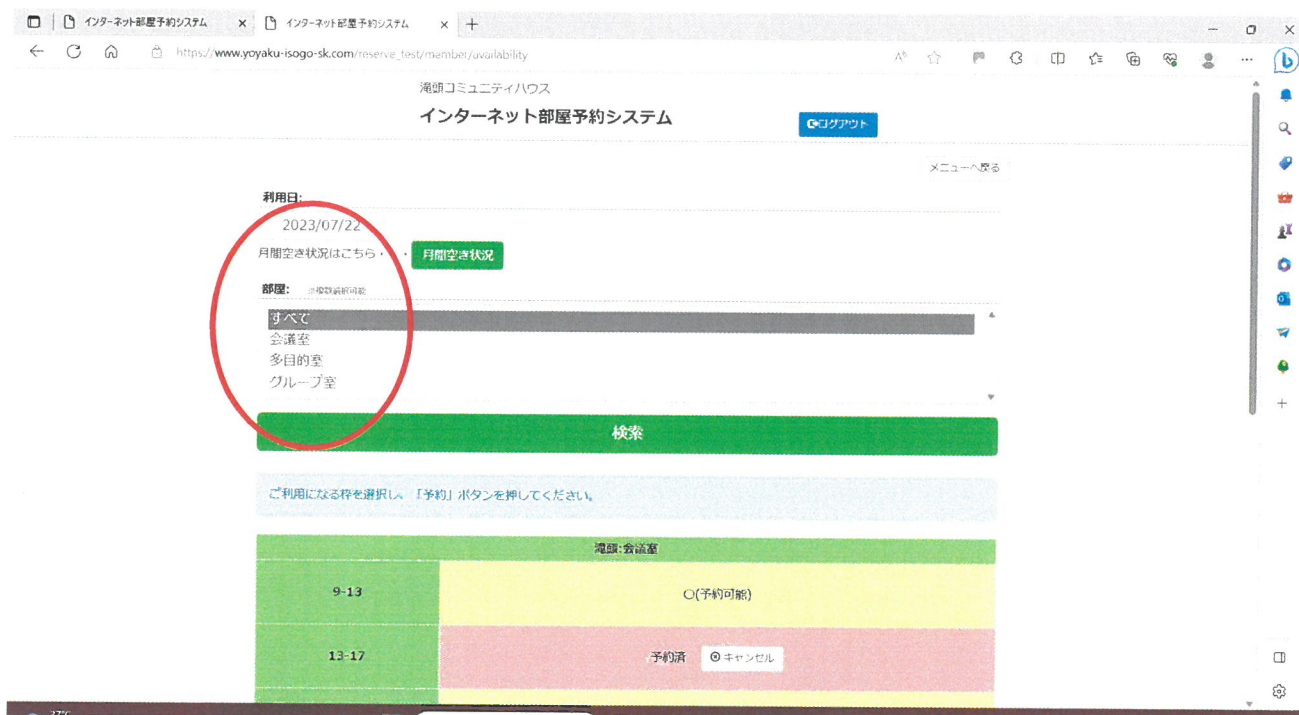 インターネット部屋予約システム
インターネット部屋予約システム
https://www.yoyaku-isogo-sk.com/reserve_test/member/availability
滝頭コミュニティハウス
インターネット部屋予約システム
ログアウト
メニューへ戻る
利用日:
2023/07/22
月間空き状況はこちら・・・
月間空き状況
部屋: ※複数選択可能
すべて
会議室
多目的室
グループ室
検索
ご利用になる枠を選択し、「予約」ボタンを押してください。
滝頭:会議室
9-13
○(予約可能)
13-17
予約済
キャンセル
27°C